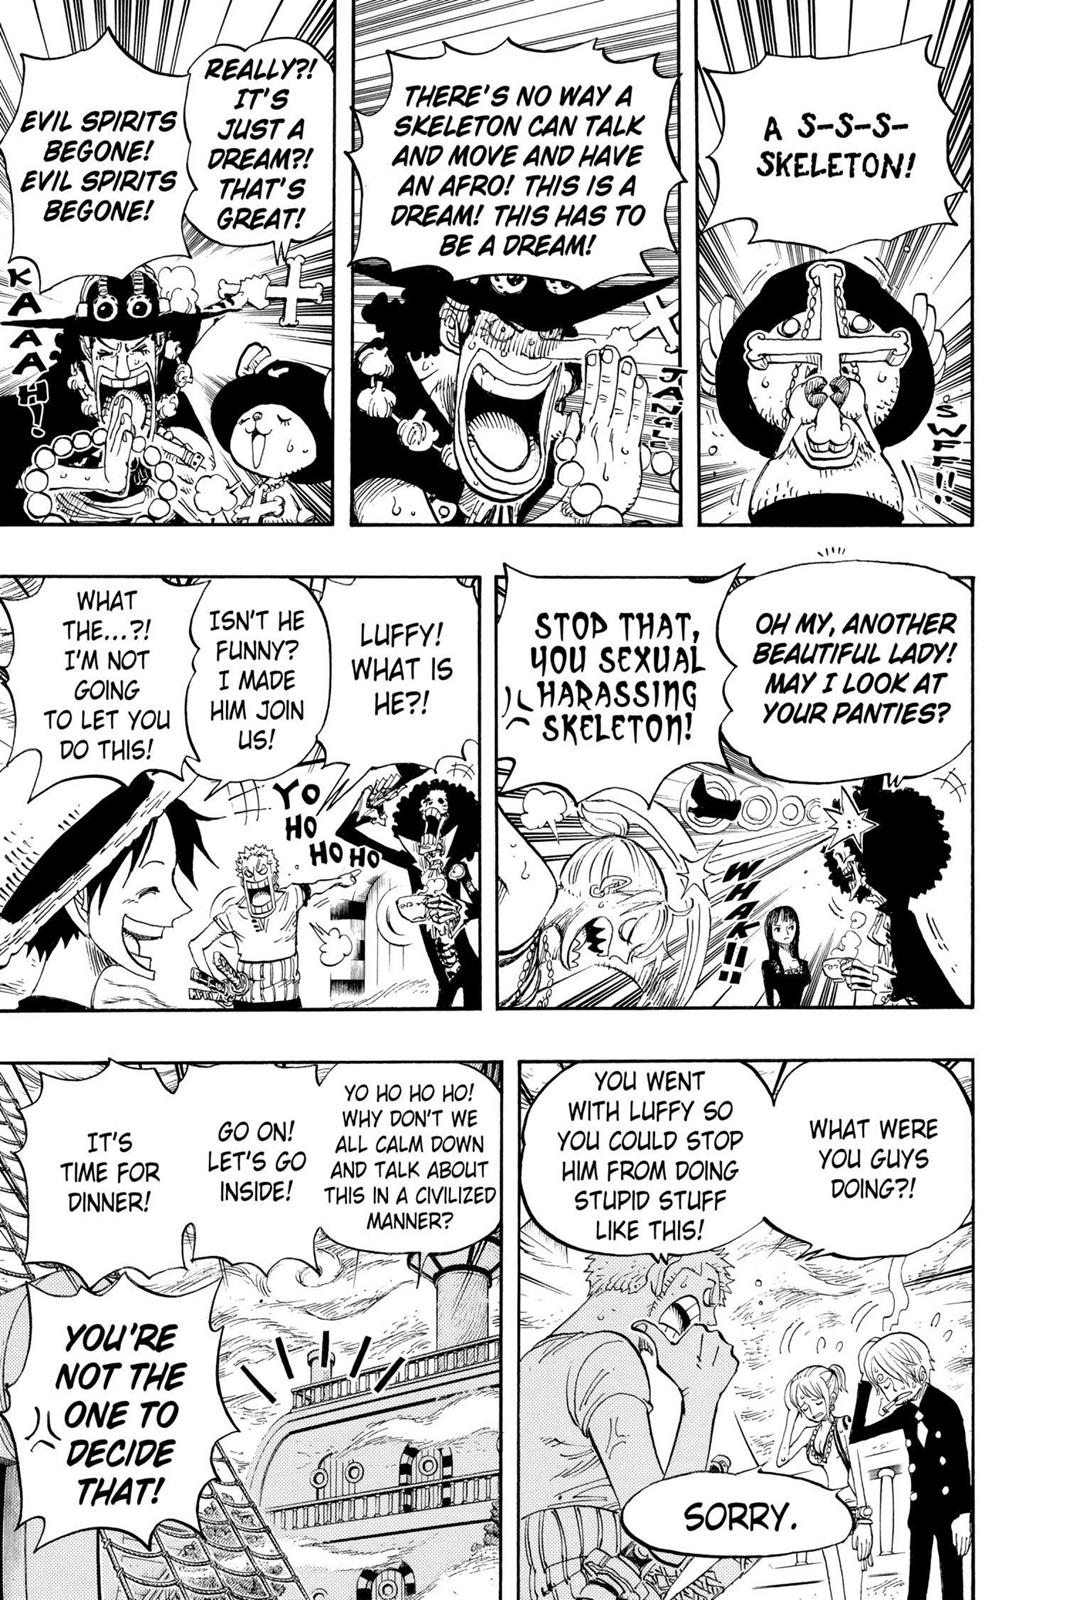 A S-S-S-
SKELETON!
SWFF!!!
THERE'S NO WAY A
SKELETON CAN TALK
AND MOVE AND HAVE
AN AFRO! THIS IS A
DREAM! THIS HAS TO
BE A DREAM!
JANGLE
REALLY?!
IT'S
JUST A
DREAM?!
THAT'S
GREAT!
EVIL SPIRITS
BEGONE!
EVIL SPIRITS
BEGONE!
KAAAH!
OH MY, ANOTHER
BEAUTIFUL LADY!
MAY I LOOK AT
YOUR PANTIES?
STOP THAT,
YOU SEXUAL
HARASSING
SKELETON!
WHAK!!
LUFFY!
WHAT IS
HE?!
ISN'T HE
FUNNY?
I MADE
HIM JOIN
US!
WHAT
THE...?!
I'M NOT
GOING
TO LET YOU
DO THIS!
YO
HO
HO HO
WHAT WERE
YOU GUYS
DOING?!
YOU WENT
WITH LUFFY SO
YOU COULD STOP
HIM FROM DOING
STUPID STUFF
LIKE THIS!
SORRY.
YO HO HO HO!
WHY DON'T WE
ALL CALM DOWN
AND TALK ABOUT
THIS IN A CIVILIZED
MANNER?
GO ON!
LET'S GO
INSIDE!
IT'S
TIME FOR
DINNER!
YOU'RE
NOT THE
ONE TO
DECIDE
THAT!